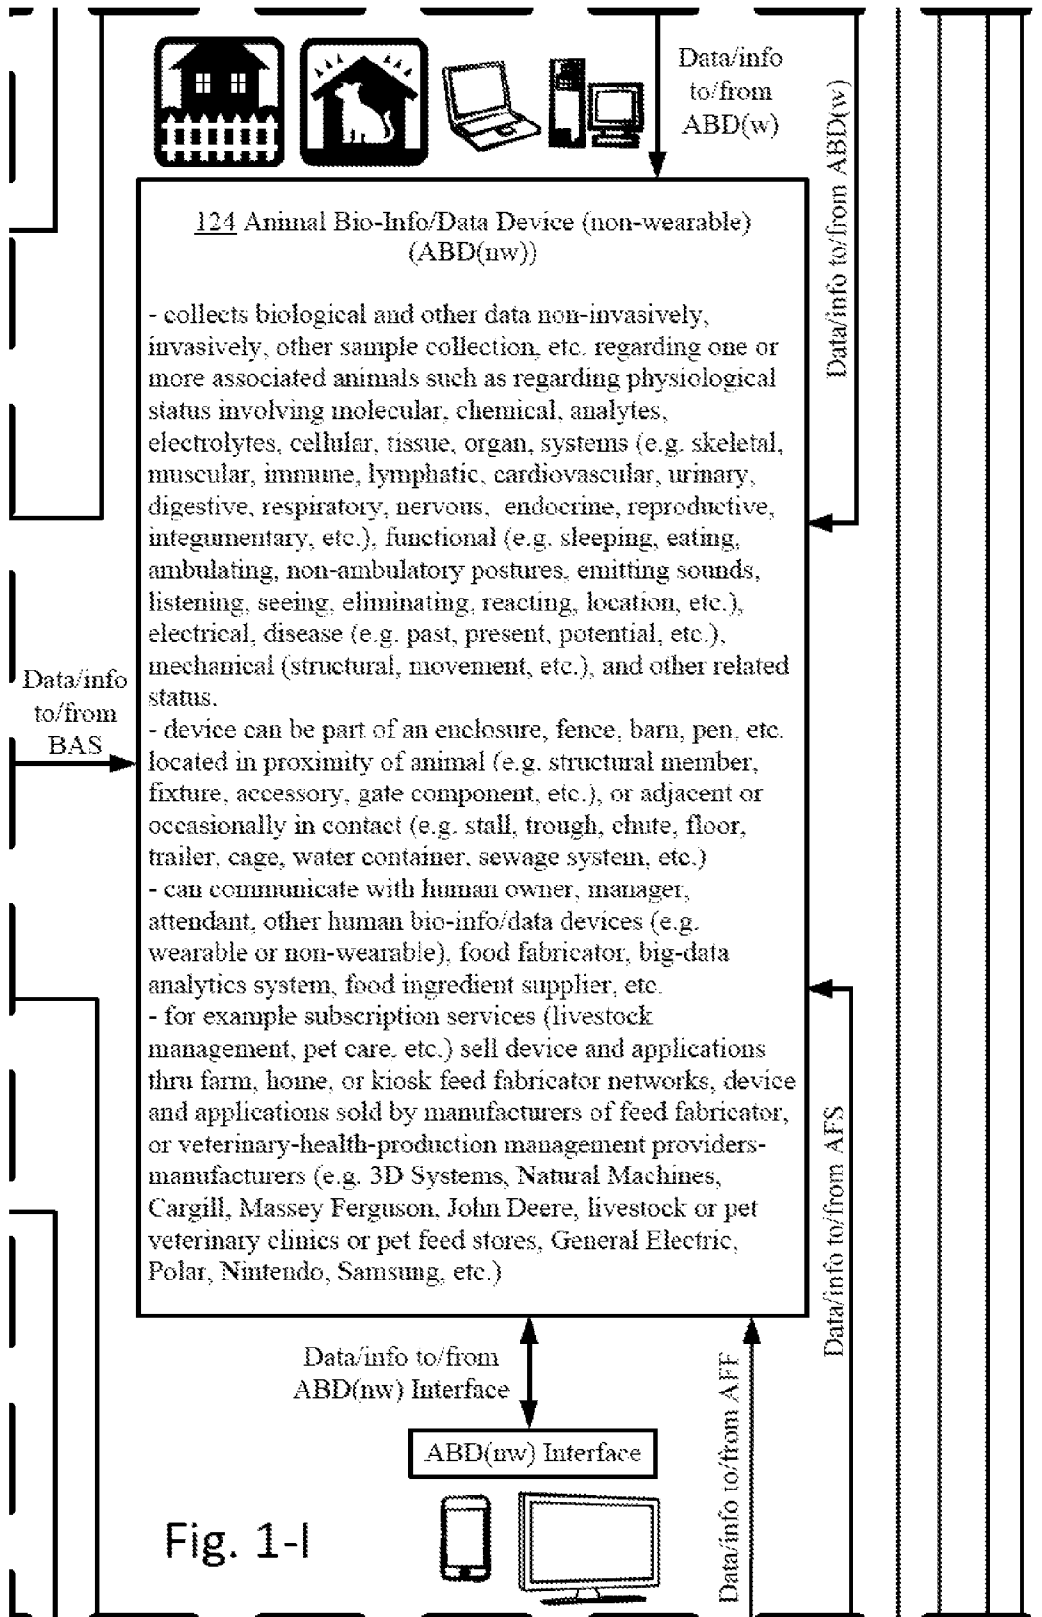 Data/info
to/from
ABD(w)
Data/info to/from ABD(w)
124 Animal Bio-Info/Data Device (non-wearable)
(ABD(nw))
- collects biological and other data non-invasively,
invasively, other sample collection, etc. regarding one or
more associated animals such as regarding physiological
status involving molecular, chemical, analytes,
electrolytes, cellular, tissue, organ, systems (e.g. skeletal,
muscular, immune, lymphatic, cardiovascular, urinary,
digestive, respiratory, nervous, endocrine, reproductive,
integumentary, etc.), functional (e.g. sleeping, eating,
ambulating, non-ambulatory postures, emitting sounds,
listening, seeing, eliminating, reacting, location, etc.),
electrical, disease (e.g. past, present, potential, etc.),
mechanical (structural, movement, etc.), and other related
status.
- device can be part of an enclosure, fence, barn, pen, etc.
located in proximity of animal (e.g. structural member,
fixture, accessory, gate component, etc.), or adjacent or
occasionally in contact (e.g. stall, trough, chute, floor,
trailer, cage, water container, sewage system, etc.)
- can communicate with human owner, manager,
attendant, other human bio-info/data devices (e.g.
wearable or non-wearable), food fabricator, big-data
analytics system, food ingredient supplier, etc.
- for example subscription services (livestock
management, pet care, etc.) sell device and applications
thru farm, home, or kiosk feed fabricator networks, device
and applications sold by manufacturers of feed fabricator,
or veterinary-health-production management providers-
manufacturers (e.g. 3D Systems, Natural Machines,
Cargill, Massey Ferguson, John Deere, livestock or pet
veterinary clinics or pet feed stores, General Electric,
Polar, Nintendo, Samsung, etc.)
Data/info
to/from
BAS
Data/info to/from AFS
Data/info to/from
ABD(nw) Interface
ABD(nw) Interface
Data/info to/from AFF
Fig. 1-I